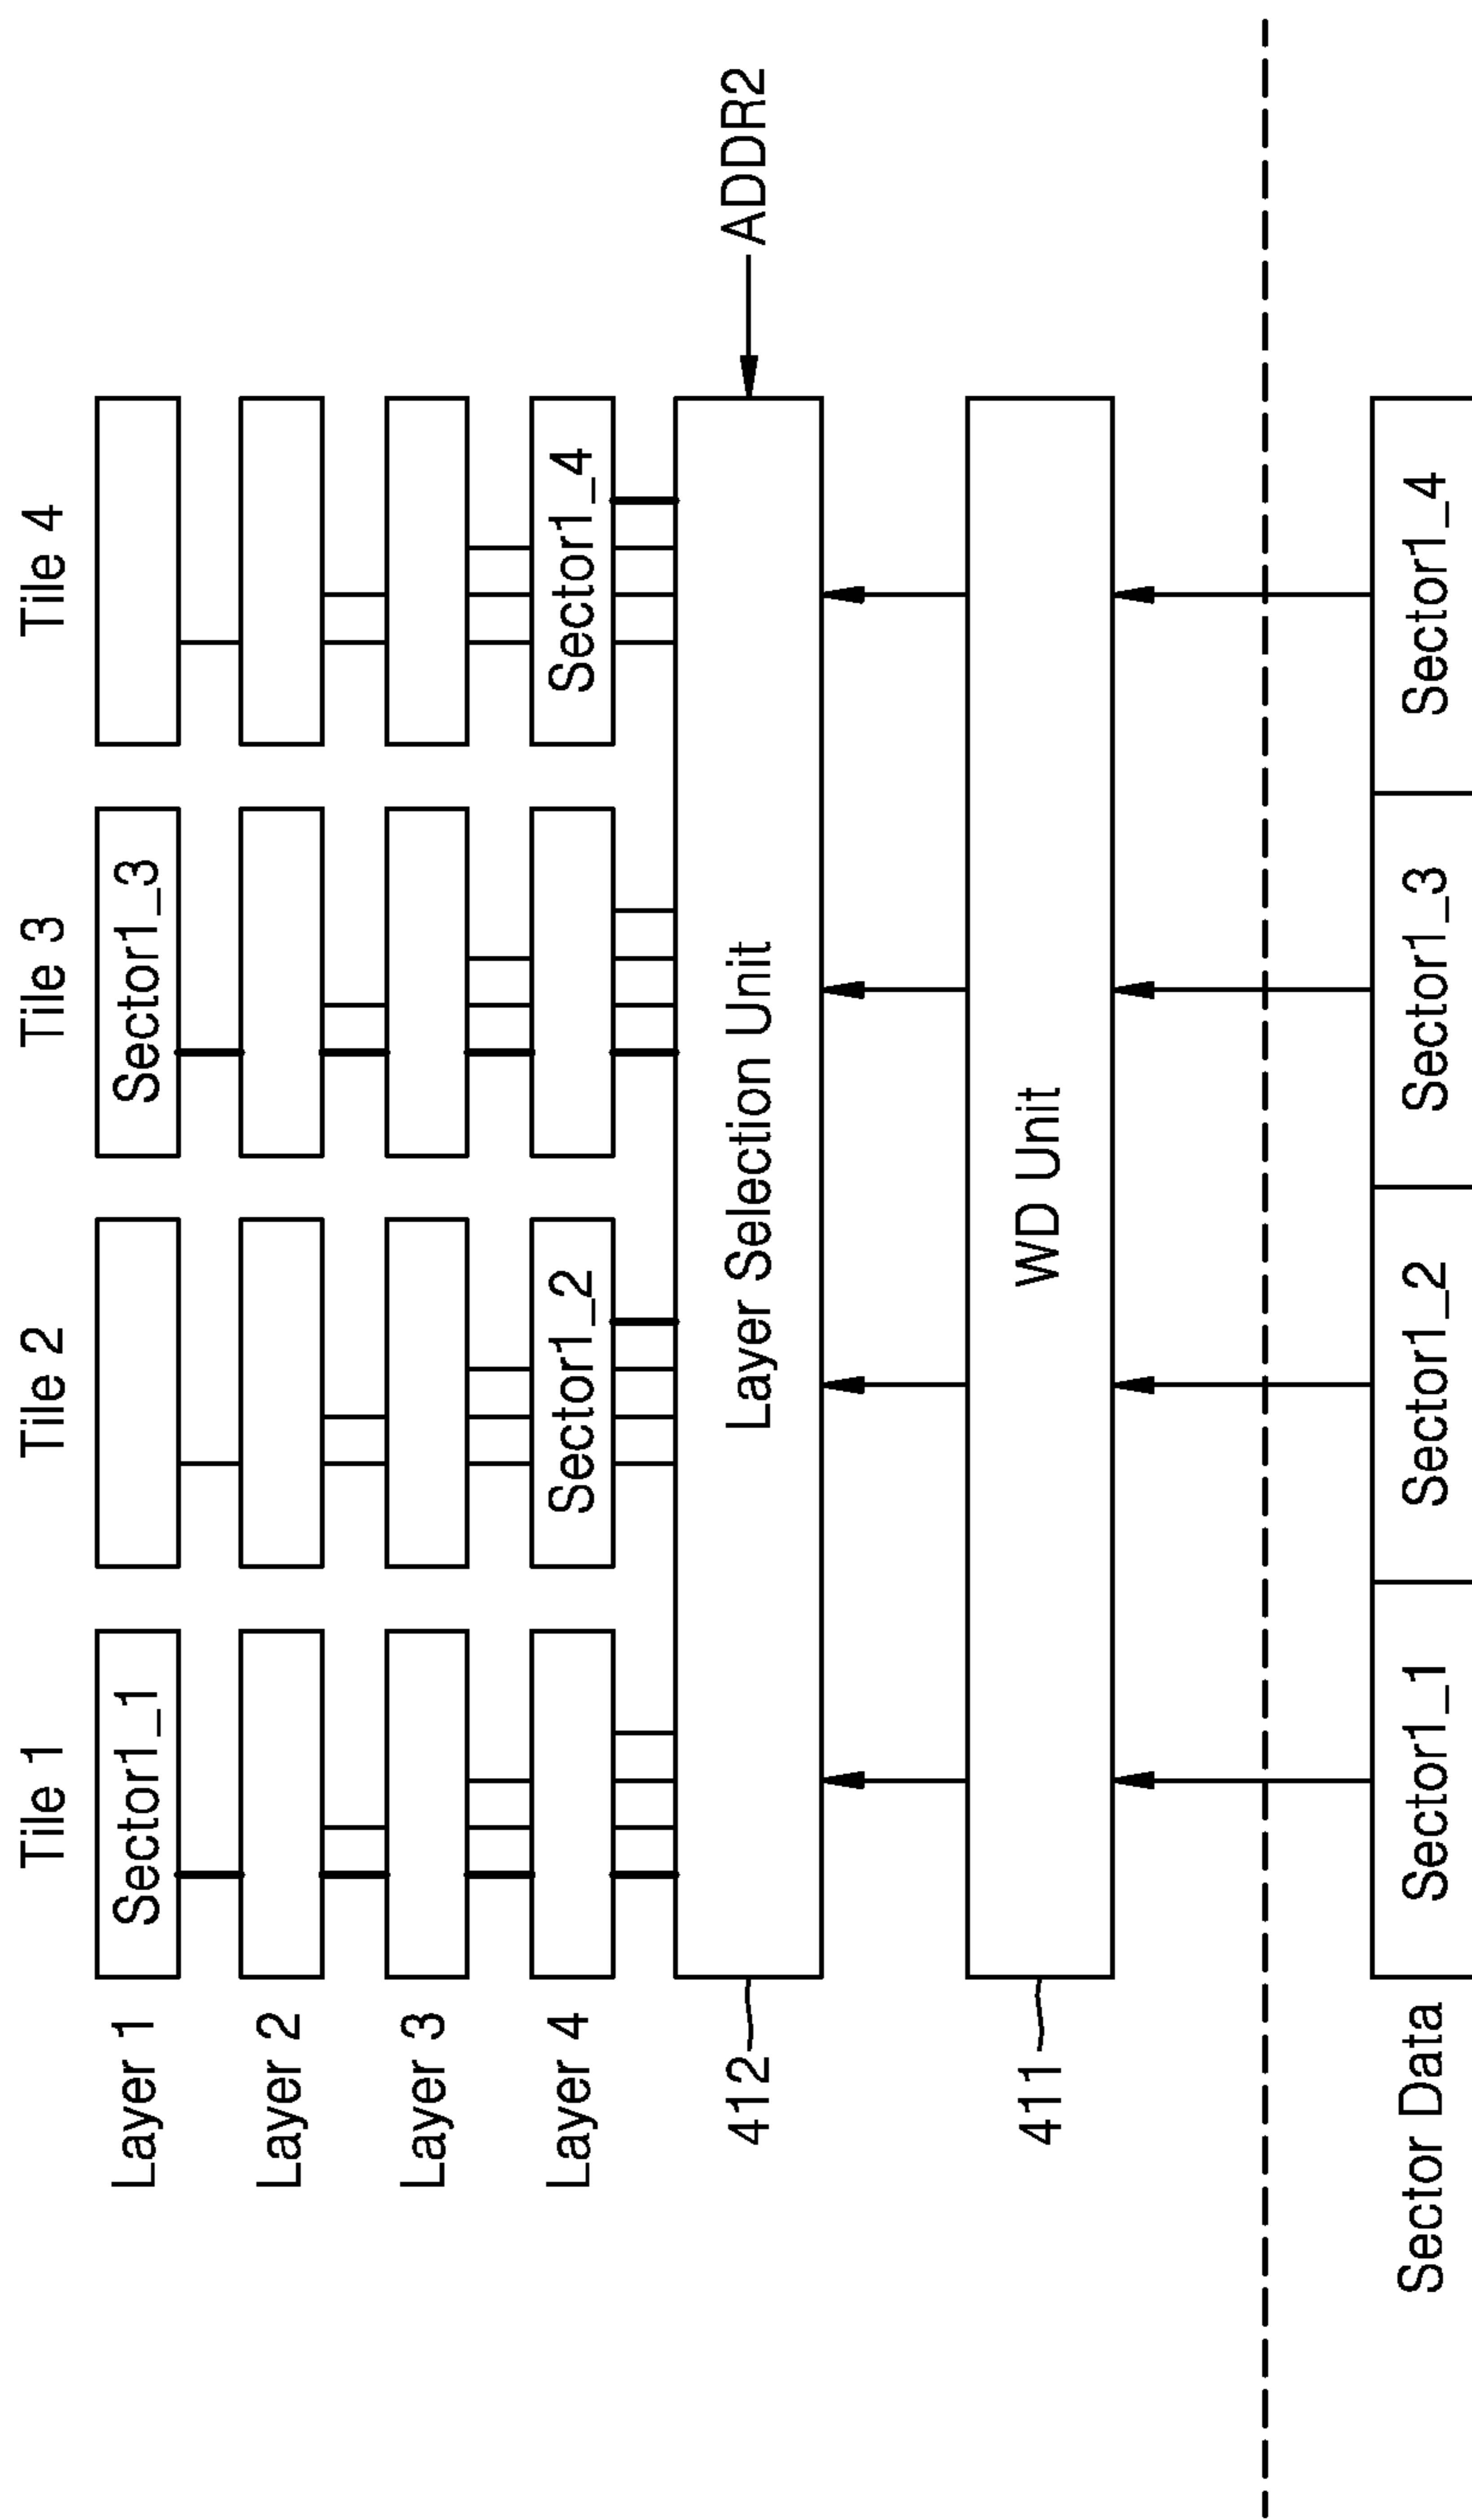 Tile 1 Tile 2 Tile 3 Tile 4
Layer 1 Sector1_1 Sector1_3
Layer 2
Layer 3
Layer 4 Sector1_2 Sector1_4
412 Layer Selection Unit ADDR2
411 WD Unit
Sector Data Sector1_1 Sector1_2 Sector1_3 Sector1_4